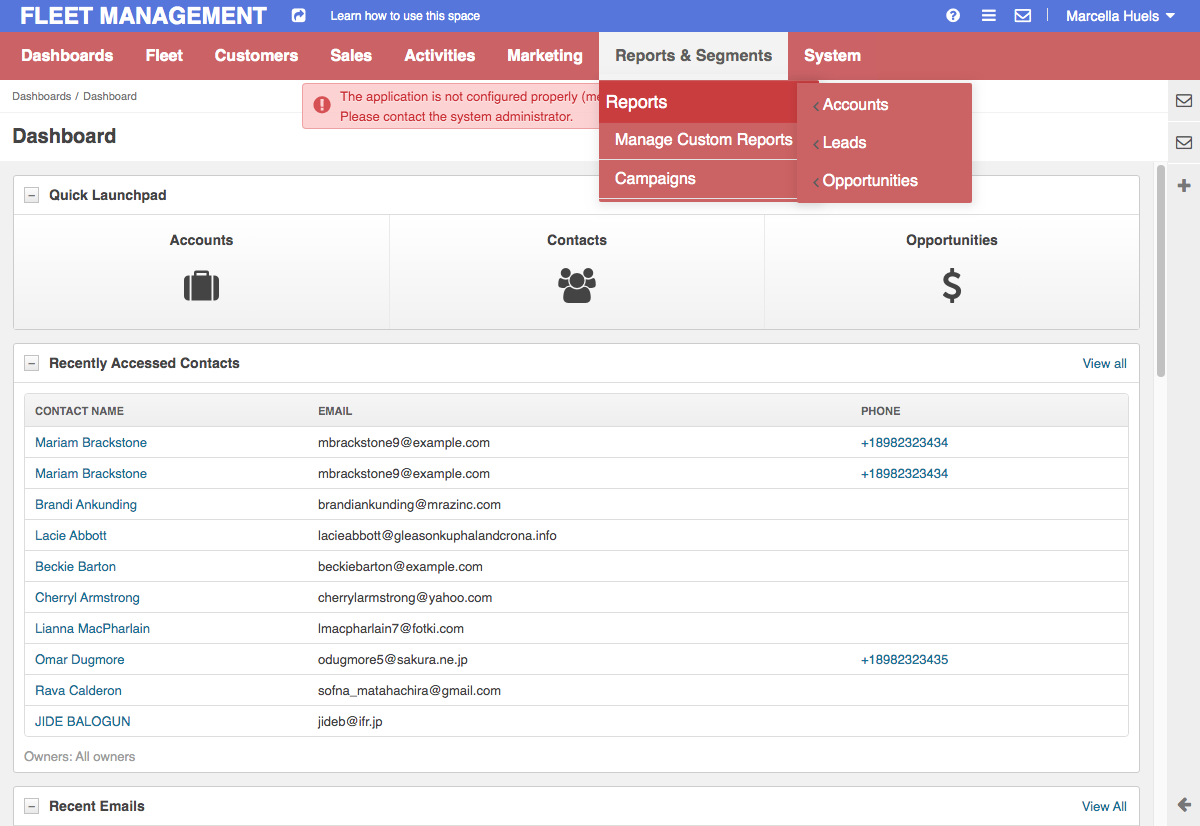 FLEET MANAGEMENT Learn how to use this space Marcella Huels
Dashboards Fleet Customers Sales Activities Marketing Reports & Segments System
Dashboards / Dashboard
The application is not configured properly
Please contact the system administrator.
Reports
Manage Custom Reports
Campaigns
Accounts
Leads
Opportunities
Dashboard
Quick Launchpad
Accounts Contacts Opportunities
$
Recently Accessed Contacts View all
CONTACT NAME EMAIL PHONE
Mariam Brackstone mbrackstone9@example.com +18982323434
Mariam Brackstone mbrackstone9@example.com +18982323434
Brandi Ankunding brandiankunding@mrazinc.com
Lacie Abbott lacieabbott@gleasonkuphalandcrona.info
Beckie Barton beckiebarton@example.com
Cherryl Armstrong cherrylarmstrong@yahoo.com
Lianna MacPharlain lmacpharlain7@fotki.com
Omar Dugmore odugmore5@sakura.ne.jp +18982323435
Rava Calderon sofna_matahachira@gmail.com
JIDE BALOGUN jideb@ifr.jp
Owners: All owners
Recent Emails View All